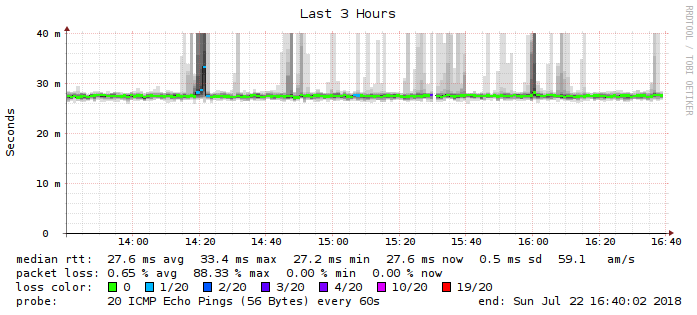 Last 3 Hours
RRDTOOL / TOBI OETIKER
Seconds
40 m
30 m
20 m
10 m
0
14:00 14:20 14:40 15:00 15:20 15:40 16:00 16:20 16:40
median rtt: 27.6 ms avg 33.4 ms max 27.2 ms min 27.6 ms now 0.5 ms sd 59.1 am/s
packet loss: 0.65 % avg 88.33 % max 0.00 % min 0.00 % now
loss color: 0 1/20 2/20 3/20 4/20 10/20 19/20
probe: 20 ICMP Echo Pings (56 Bytes) every 60s end: Sun Jul 22 16:40:02 2018